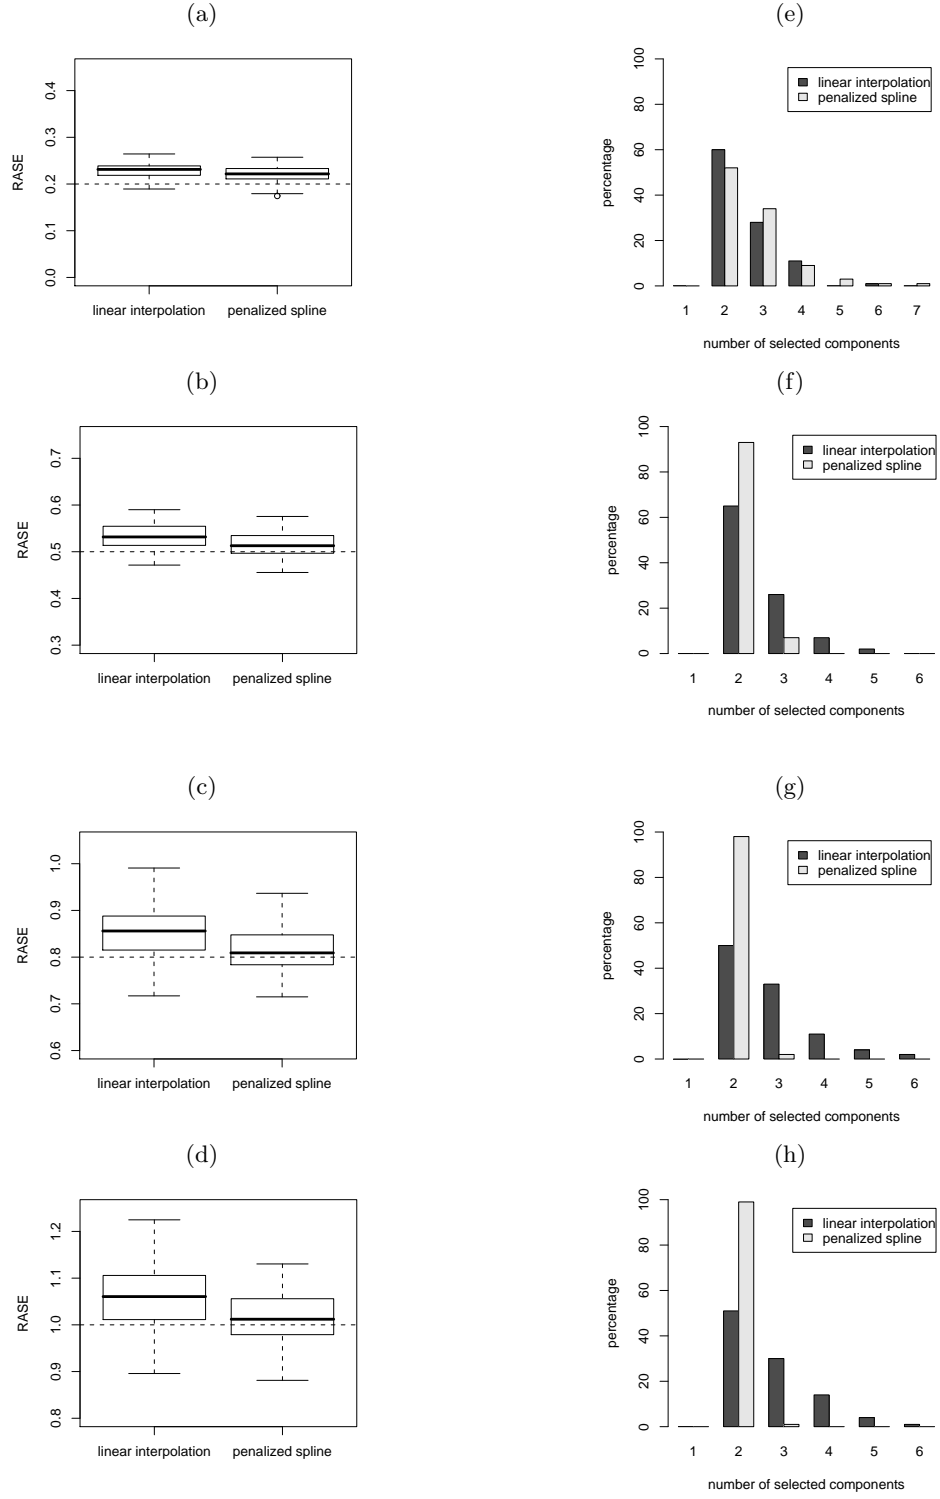 (a)
RASE
0.0 0.1 0.2 0.3 0.4
linear interpolation penalized spline
(e)
percentage
0 20 40 60 80 100
linear interpolation
penalized spline
1 2 3 4 5 6 7
number of selected components
(b)
RASE
0.3 0.4 0.5 0.6 0.7
linear interpolation penalized spline
(f)
percentage
0 20 40 60 80 100
linear interpolation
penalized spline
1 2 3 4 5 6
number of selected components
(c)
RASE
0.6 0.7 0.8 0.9 1.0
linear interpolation penalized spline
(g)
percentage
0 20 40 60 80 100
linear interpolation
penalized spline
1 2 3 4 5 6
number of selected components
(d)
RASE
0.8 0.9 1.0 1.1 1.2
linear interpolation penalized spline
(h)
percentage
0 20 40 60 80 100
linear interpolation
penalized spline
1 2 3 4 5 6
number of selected components